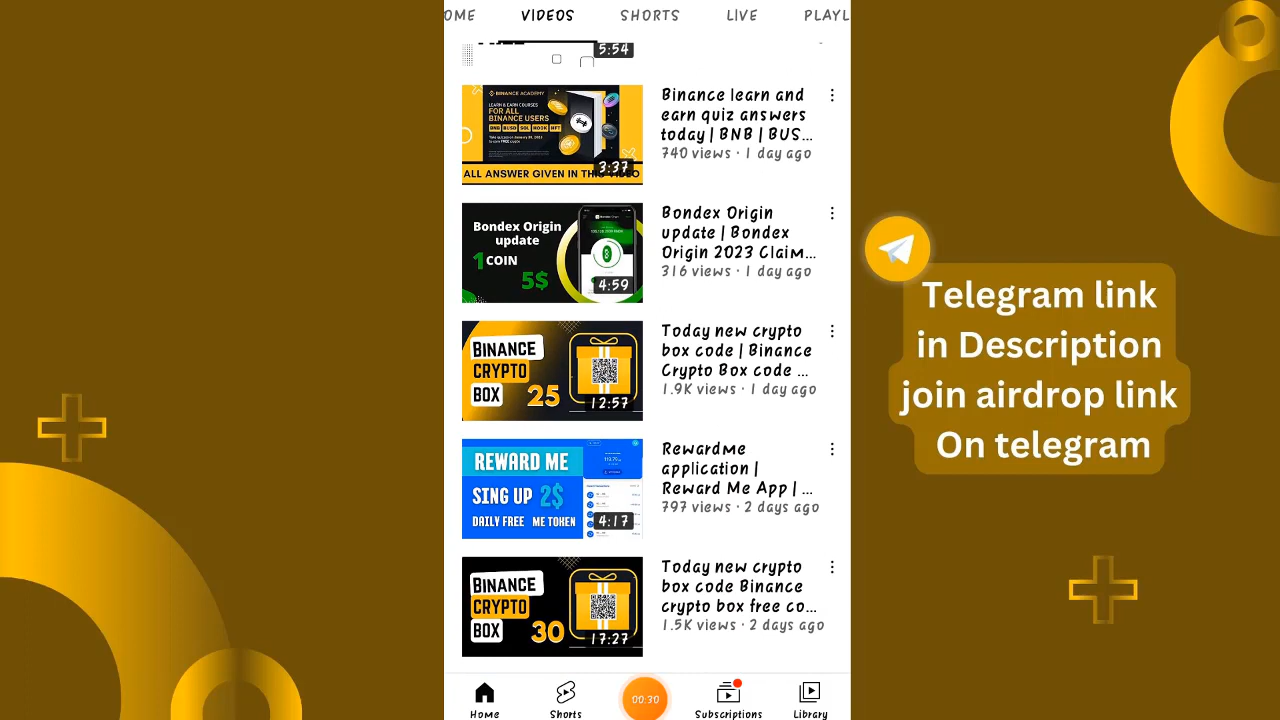 OME VIDEOS SHORTS LIVE PLAYL
5:54
BINANCE ACADEMY
LEARN & EARN COURSES
FOR ALL
BINANCE USERS
BNB BUSD SOL HOOK NFT
3:37
ALL ANSWER GIVEN IN THIS VIDEO
Binance learn and
earn quiz answers
today | BNB | BUS...
740 views · 1 day ago
Bondex Origin
update
1 COIN
5$
4:59
Bondex Origin
update | Bondex
Origin 2023 Claim...
316 views · 1 day ago
BINANCE
CRYPTO
BOX 25
12:57
Today new crypto
box code | Binance
Crypto Box code ...
1.9K views · 1 day ago
REWARD ME
SING UP 2$
DAILY FREE ME TOKEN
4:17
Rewardme
application |
Reward Me App | ...
797 views · 2 days ago
BINANCE
CRYPTO
BOX 30
17:27
Today new crypto
box code Binance
crypto box free co...
1.5K views · 2 days ago
Home Shorts 00:30 Subscriptions Library
Telegram link
in Description
join airdrop link
On telegram